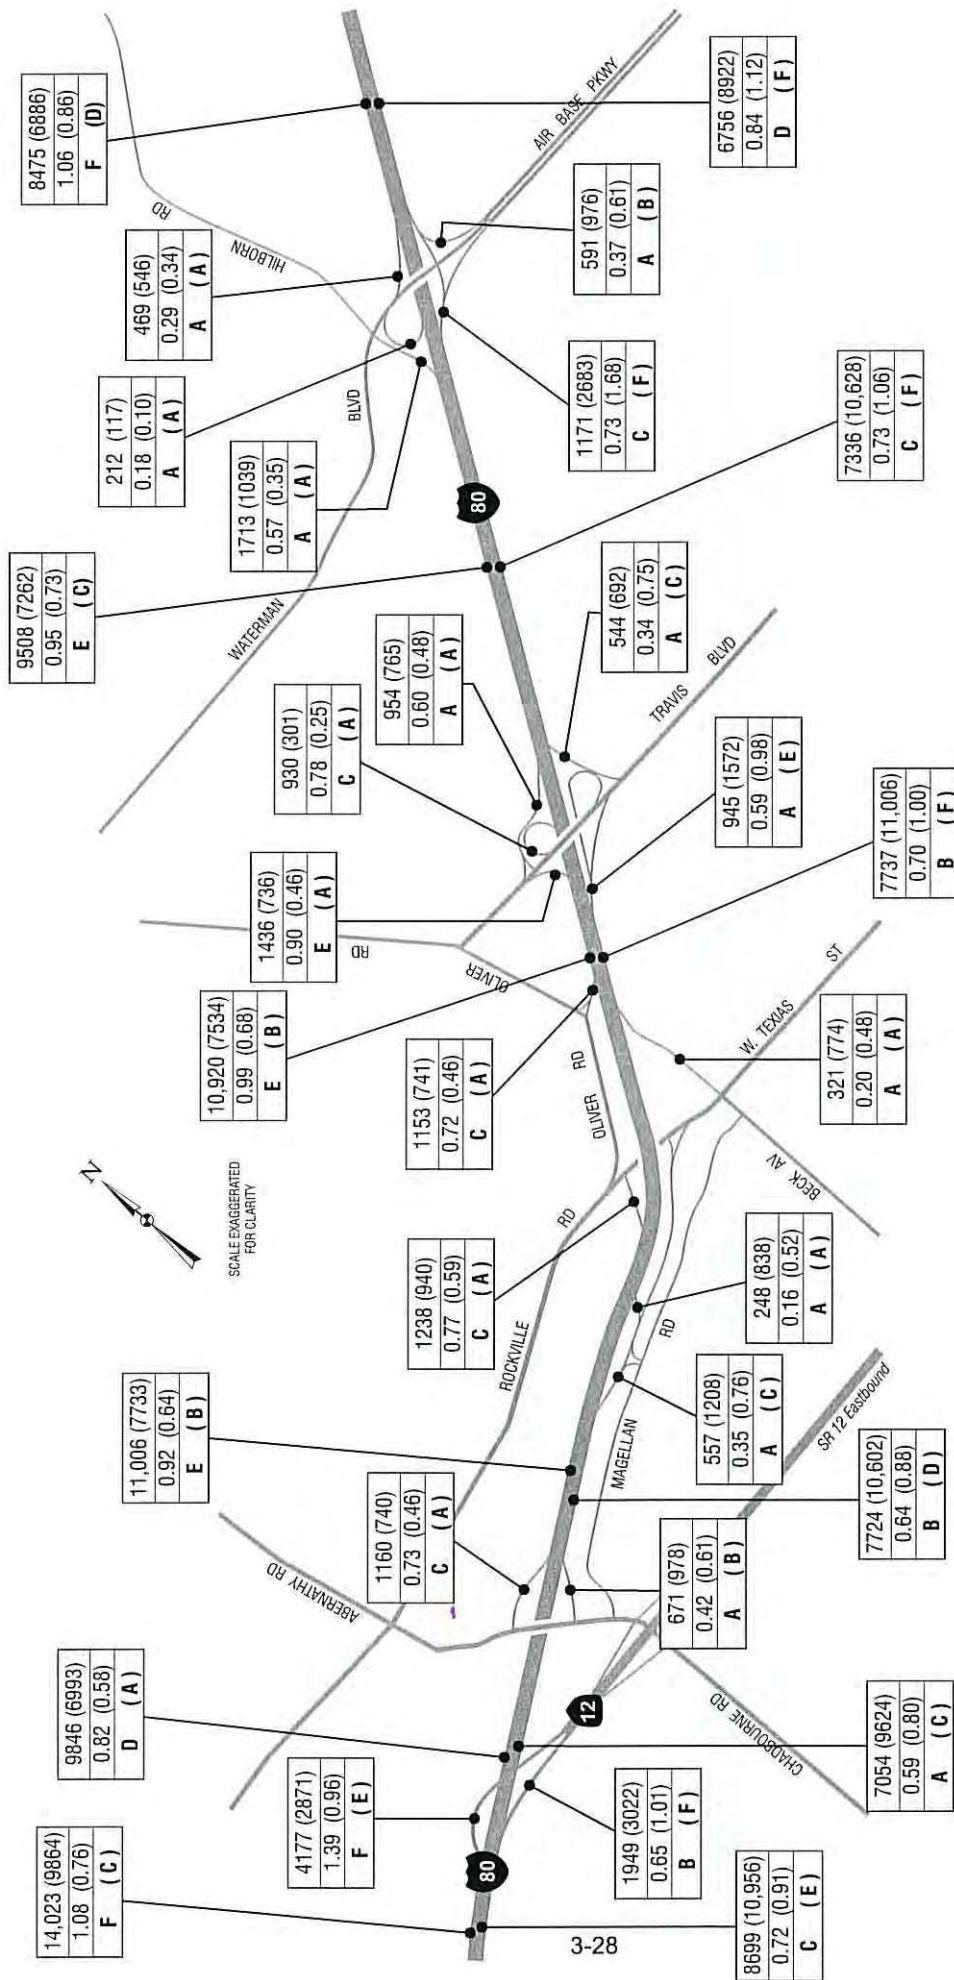 14,023 (9864)
1.08 (0.76)
F (C)
9846 (6993)
0.82 (0.58)
D (A)
4177 (2871)
1.39 (0.96)
F (E)
80
8699 (10,956)
0.72 (0.91)
C (E)
1949 (3022)
0.65 (1.01)
B (F)
7054 (9624)
0.59 (0.80)
A (C)
12
CHADBOURNE RD
ABERNATHY RD
11,006 (7733)
0.92 (0.64)
E (B)
1160 (740)
0.73 (0.46)
C (A)
671 (978)
0.42 (0.61)
A (B)
7724 (10,602)
0.64 (0.88)
B (D)
SR 12 Eastbound
MAGELLAN
RD
557 (1208)
0.35 (0.76)
A (C)
248 (838)
0.16 (0.52)
A (A)
ROCKVILLE
RD
1238 (940)
0.77 (0.59)
C (A)
N
SCALE EXAGGERATED
FOR CLARITY
BECK AV
W. TEXIAS
ST
321 (774)
0.20 (0.48)
A (A)
OLIVER
RD
1153 (741)
0.72 (0.46)
C (A)
10,920 (7534)
0.99 (0.68)
E (B)
OLIVER
RD
1436 (736)
0.90 (0.46)
E (A)
7737 (11,006)
0.70 (1.00)
B (F)
945 (1572)
0.59 (0.98)
A (E)
930 (301)
0.78 (0.25)
C (A)
954 (765)
0.60 (0.48)
A (A)
544 (692)
0.34 (0.75)
A (C)
TRAVIS
BLVD
WATERMAN
BLVD
9508 (7262)
0.95 (0.73)
E (C)
80
7336 (10,628)
0.73 (1.06)
C (F)
1713 (1039)
0.57 (0.35)
A (A)
212 (117)
0.18 (0.10)
A (A)
469 (546)
0.29 (0.34)
A (A)
1171 (2683)
0.73 (1.68)
C (F)
591 (976)
0.37 (0.61)
A (B)
HILBORN
RD
AIR BASE PKWY
8475 (6886)
1.06 (0.86)
F (D)
6756 (8922)
0.84 (1.12)
D (F)
3-28